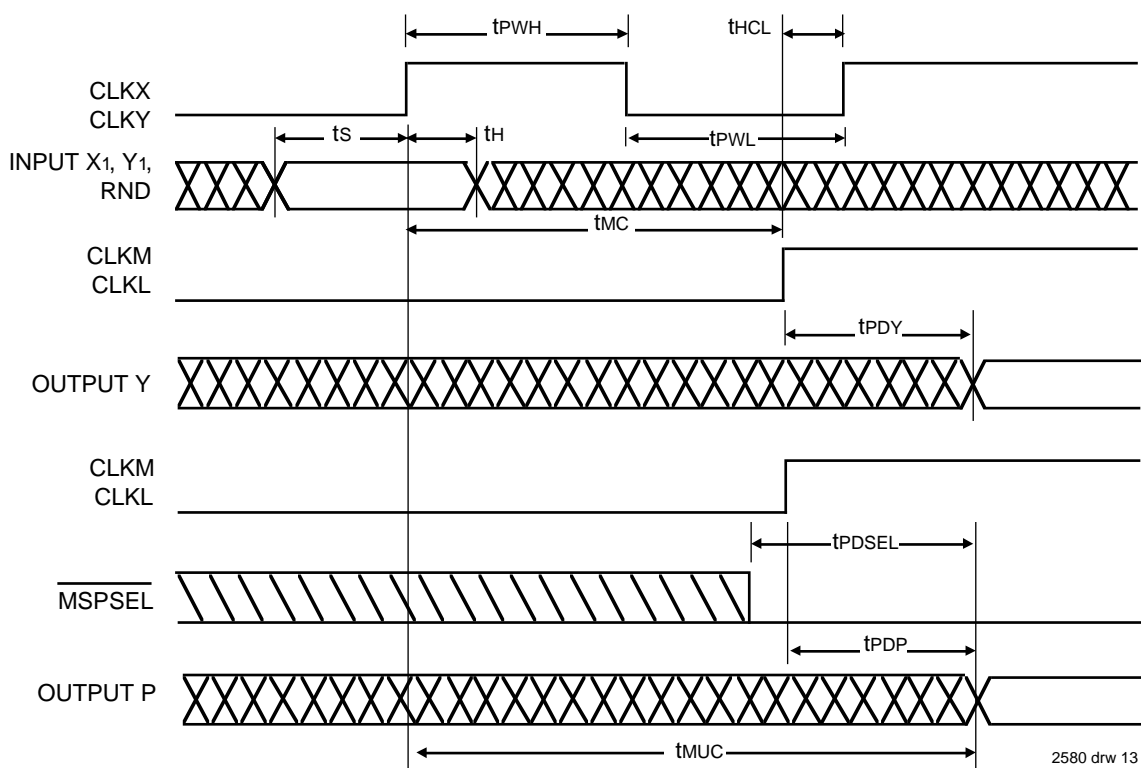 tPWH
tHCL
CLKX
CLKY
tS
tH
tPWL
INPUT X1, Y1,
RND
tMC
CLKM
CLKL
tPDY
OUTPUT Y
CLKM
CLKL
tPDSEL
MSPSEL
tPDP
OUTPUT P
tMUC
2580 drw 13